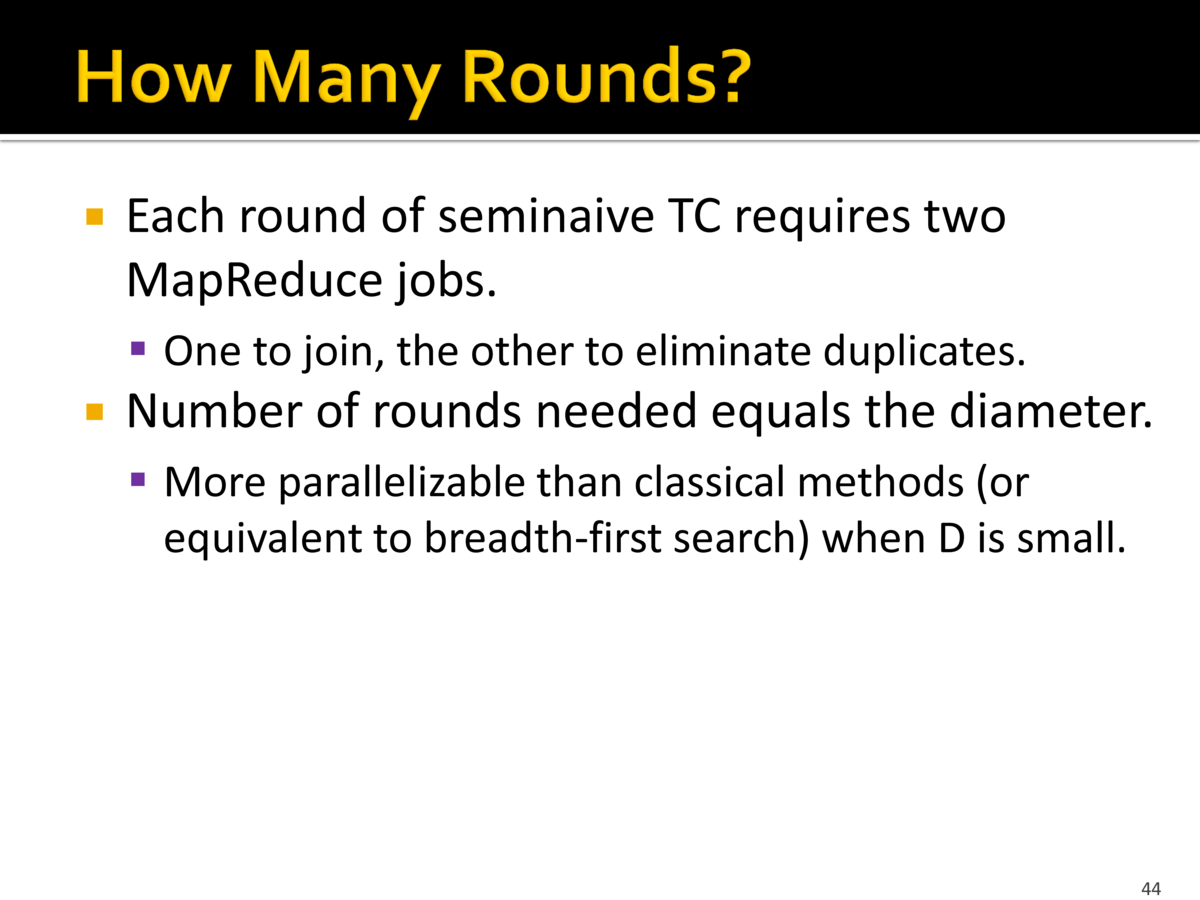 How Many Rounds?
Each round of seminaive TC requires two
MapReduce jobs.
One to join, the other to eliminate duplicates.
Number of rounds needed equals the diameter.
More parallelizable than classical methods (or
equivalent to breadth-first search) when D is small.
44